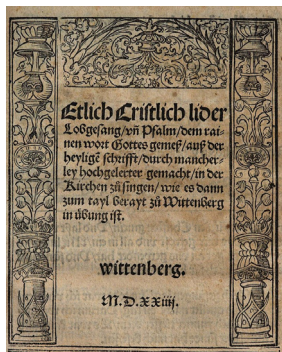 Etlich Cristlich lider
Lobgesang/vn̄ Psalm/dem rai-
nen wort Gottes gemeß/auß der
heyligē schrifft/durch mancher-
ley hochgelerter gemacht/in der
Kirchen zů singen/wie es dann
zum tayl berayt zů Wittenberg
in übung ist.
wittenberg.
M.D.XXiiij.